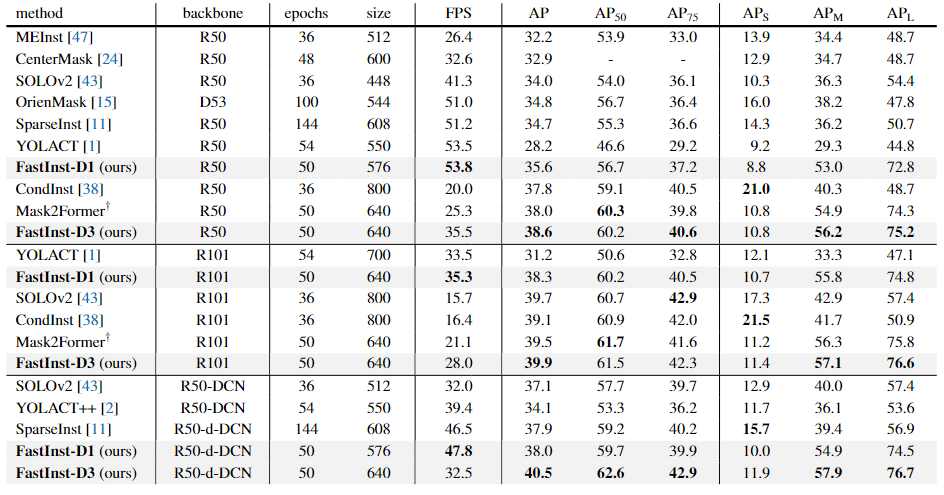 method backbone epochs size FPS AP AP50 AP75 APS APM APL
MEInst [47] R50 36 512 26.4 32.2 53.9 33.0 13.9 34.4 48.7
CenterMask [24] R50 48 600 32.6 32.9 - - 12.9 34.7 48.7
SOLOv2 [43] R50 36 448 41.3 34.0 54.0 36.1 10.3 36.3 54.4
OrienMask [15] D53 100 544 51.0 34.8 56.7 36.4 16.0 38.2 47.8
SparseInst [11] R50 144 608 51.2 34.7 55.3 36.6 14.3 36.2 50.7
YOLACT [1] R50 54 550 53.5 28.2 46.6 29.2 9.2 29.3 44.8
FastInst-D1 (ours) R50 50 576 53.8 35.6 56.7 37.2 8.8 53.0 72.8
CondInst [38] R50 36 800 20.0 37.8 59.1 40.5 21.0 40.3 48.7
Mask2Former† R50 50 640 25.3 38.0 60.3 39.8 10.8 54.9 74.3
FastInst-D3 (ours) R50 50 640 35.5 38.6 60.2 40.6 10.8 56.2 75.2
YOLACT [1] R101 54 700 33.5 31.2 50.6 32.8 12.1 33.3 47.1
FastInst-D1 (ours) R101 50 640 35.3 38.3 60.2 40.5 10.7 55.8 74.8
SOLOv2 [43] R101 36 800 15.7 39.7 60.7 42.9 17.3 42.9 57.4
CondInst [38] R101 36 800 16.4 39.1 60.9 42.0 21.5 41.7 50.9
Mask2Former† R101 50 640 21.1 39.5 61.7 41.6 11.2 56.3 75.8
FastInst-D3 (ours) R101 50 640 28.0 39.9 61.5 42.3 11.4 57.1 76.6
SOLOv2 [43] R50-DCN 36 512 32.0 37.1 57.7 39.7 12.9 40.0 57.4
YOLACT++ [2] R50-DCN 54 550 39.4 34.1 53.3 36.2 11.7 36.1 53.6
SparseInst [11] R50-d-DCN 144 608 46.5 37.9 59.2 40.2 15.7 39.4 56.9
FastInst-D1 (ours) R50-d-DCN 50 576 47.8 38.0 59.7 39.9 10.0 54.9 74.5
FastInst-D3 (ours) R50-d-DCN 50 640 32.5 40.5 62.6 42.9 11.9 57.9 76.7